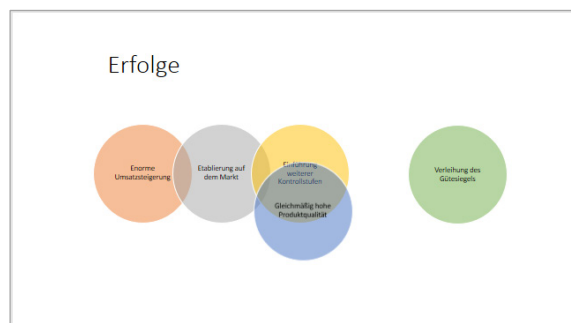 Erfolge
Enorme
Umsatzsteigerung
Etablierung auf
dem Markt
Einführung
weiterer
Kontrollstufen
Gleichmäßig hohe
Produktqualität
Verleihung des
Gütesiegels